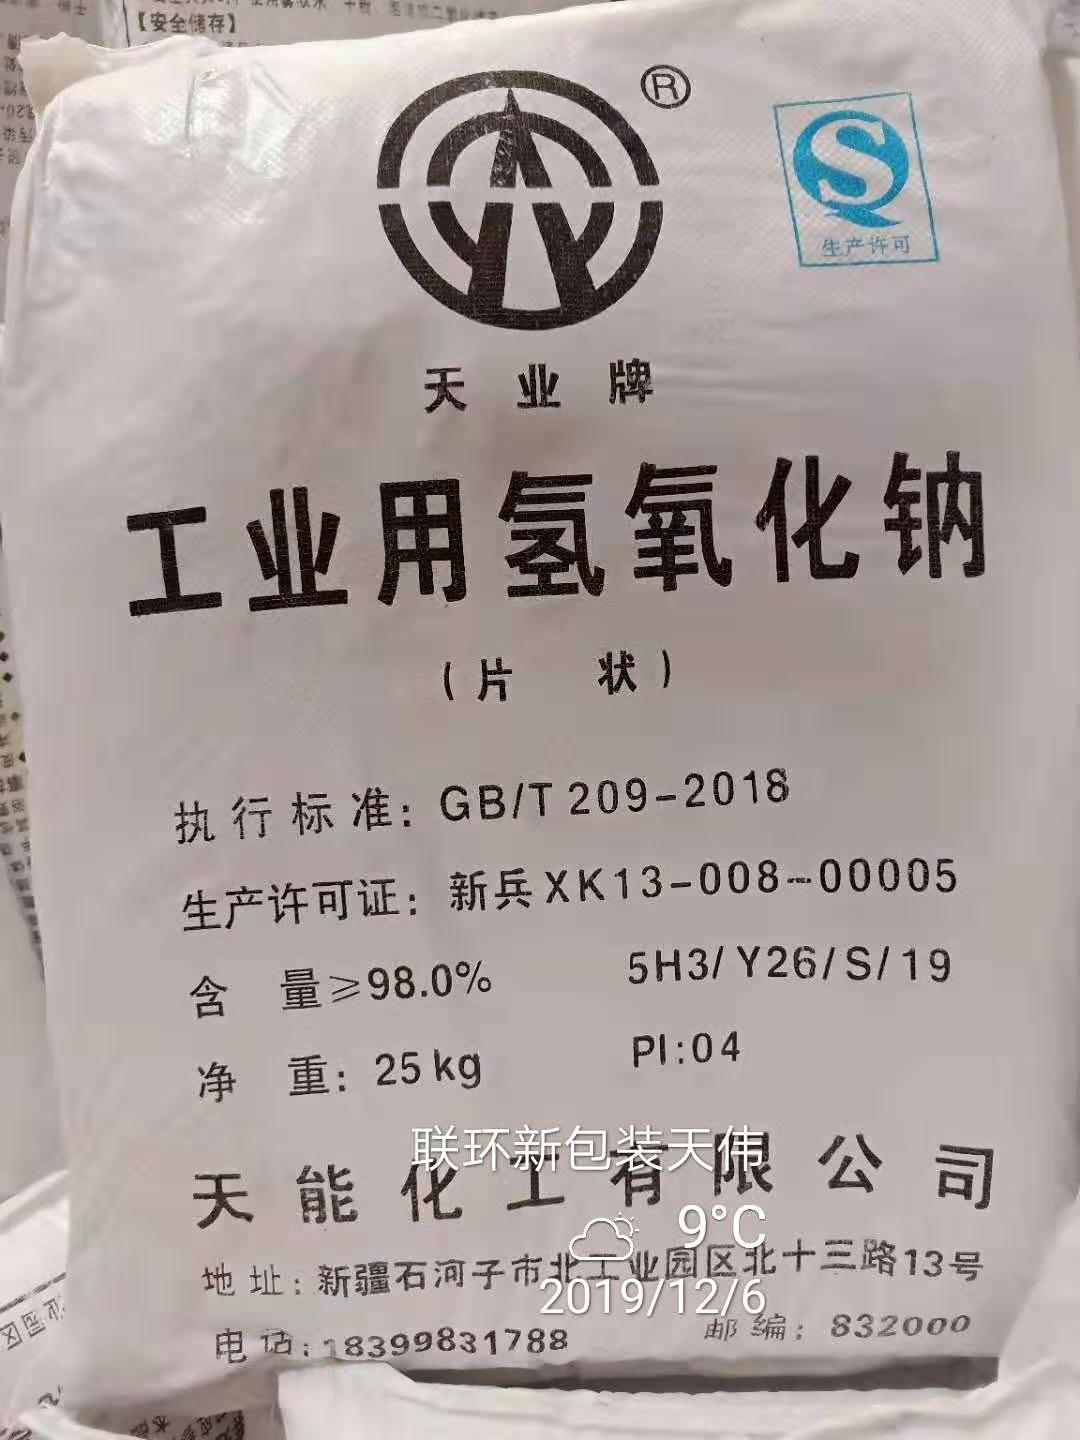 【安全储存】
®
生产许可
天业牌
工业用氢氧化钠
(片 状)
执行标准: GB/T 209-2018
生产许可证: 新兵XK13-008--00005
含 量≥98.0% 5H3/Y26/S/19
净 重: 25kg PI:04
联环新包装天伟
天能化工有限公司
9°C
地址: 新疆石河子市北工业园区北十三路13号
2019/12/6
电话: 18399831788 邮编: 832000